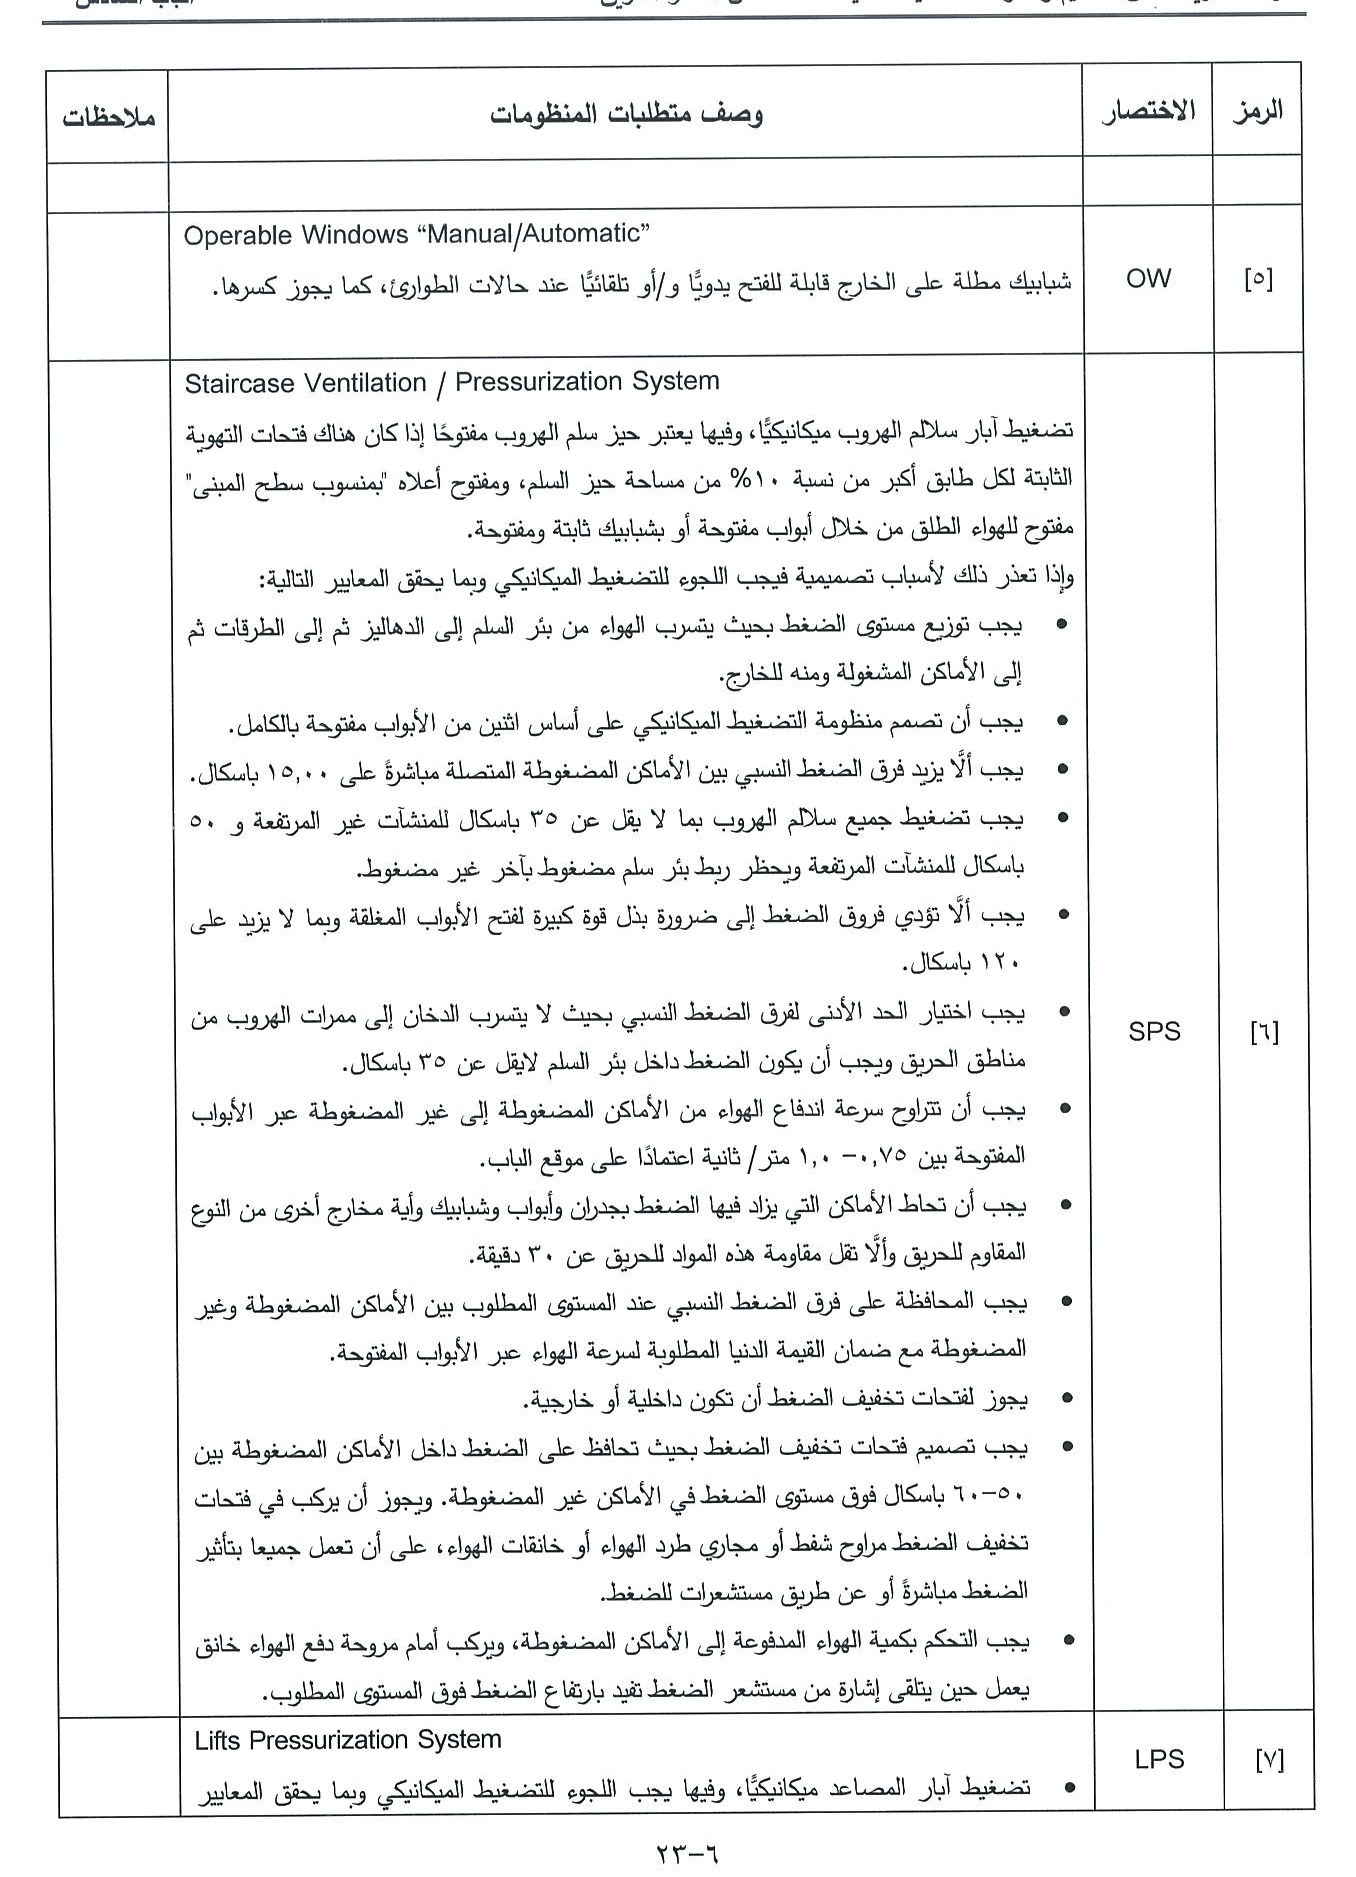 الرمز الاختصار وصف متطلبات المنظومات ملاحظات
Operable Windows “Manual/Automatic”
[٥] OW شبابيك مطلة على الخارج قابلة للفتح يدويًّا و/أو تلقائيًّا عند حالات الطوارئ، كما يجوز كسرها.
Staircase Ventilation / Pressurization System
تضغيط آبار سلالم الهروب ميكانيكيًّا، وفيها يعتبر حيز سلم الهروب مفتوحًا إذا كان هناك فتحات التهوية
الثابتة لكل طابق أكبر من نسبة ١٠% من مساحة حيز السلم، ومفتوح أعلاه "بمنسوب سطح المبنى"
مفتوح للهواء الطلق من خلال أبواب مفتوحة أو بشبابيك ثابتة ومفتوحة.
وإذا تعذر ذلك لأسباب تصميمية فيجب اللجوء للتضغيط الميكانيكي وبما يحقق المعايير التالية:
• يجب توزيع مستوى الضغط بحيث يتسرب الهواء من بئر السلم إلى الدهاليز ثم إلى الطرقات ثم
إلى الأماكن المشغولة ومنه للخارج.
• يجب أن تصمم منظومة التضغيط الميكانيكي على أساس اثنين من الأبواب مفتوحة بالكامل.
• يجب ألَّا يزيد فرق الضغط النسبي بين الأماكن المضغوطة المتصلة مباشرةً على ١٥,٠٠ باسكال.
• يجب تضغيط جميع سلالم الهروب بما لا يقل عن ٣٥ باسكال للمنشآت غير المرتفعة و ٥٠
باسكال للمنشآت المرتفعة ويحظر ربط بئر سلم مضغوط بآخر غير مضغوط.
• يجب ألَّا تؤدي فروق الضغط إلى ضرورة بذل قوة كبيرة لفتح الأبواب المغلقة وبما لا يزيد على
١٢٠ باسكال.
• يجب اختيار الحد الأدنى لفرق الضغط النسبي بحيث لا يتسرب الدخان إلى ممرات الهروب من
[٦] SPS
مناطق الحريق ويجب أن يكون الضغط داخل بئر السلم لايقل عن ٣٥ باسكال.
• يجب أن تتراوح سرعة اندفاع الهواء من الأماكن المضغوطة إلى غير المضغوطة عبر الأبواب
المفتوحة بين ٠,٧٥– ١,٠ متر/ ثانية اعتمادًا على موقع الباب.
• يجب أن تحاط الأماكن التي يزاد فيها الضغط بجدران وأبواب وشبابيك وأية مخارج أخرى من النوع
المقاوم للحريق وألَّا تقل مقاومة هذه المواد للحريق عن ٣٠ دقيقة.
• يجب المحافظة على فرق الضغط النسبي عند المستوى المطلوب بين الأماكن المضغوطة وغير
المضغوطة مع ضمان القيمة الدنيا المطلوبة لسرعة الهواء عبر الأبواب المفتوحة.
• يجوز لفتحات تخفيف الضغط أن تكون داخلية أو خارجية.
• يجب تصميم فتحات تخفيف الضغط بحيث تحافظ على الضغط داخل الأماكن المضغوطة بين
٥٠–٦٠ باسكال فوق مستوى الضغط في الأماكن غير المضغوطة. ويجوز أن يركب في فتحات
تخفيف الضغط مراوح شفط أو مجاري طرد الهواء أو خانقات الهواء، على أن تعمل جميعا بتأثير
الضغط مباشرةً أو عن طريق مستشعرات للضغط.
• يجب التحكم بكمية الهواء المدفوعة إلى الأماكن المضغوطة، ويركب أمام مروحة دفع الهواء خانق
يعمل حين يتلقى إشارة من مستشعر الضغط تفيد بارتفاع الضغط فوق المستوى المطلوب.
Lifts Pressurization System
[٧] LPS
• تضغيط آبار المصاعد ميكانيكيًّا، وفيها يجب اللجوء للتضغيط الميكانيكي وبما يحقق المعايير
٦–٢٣